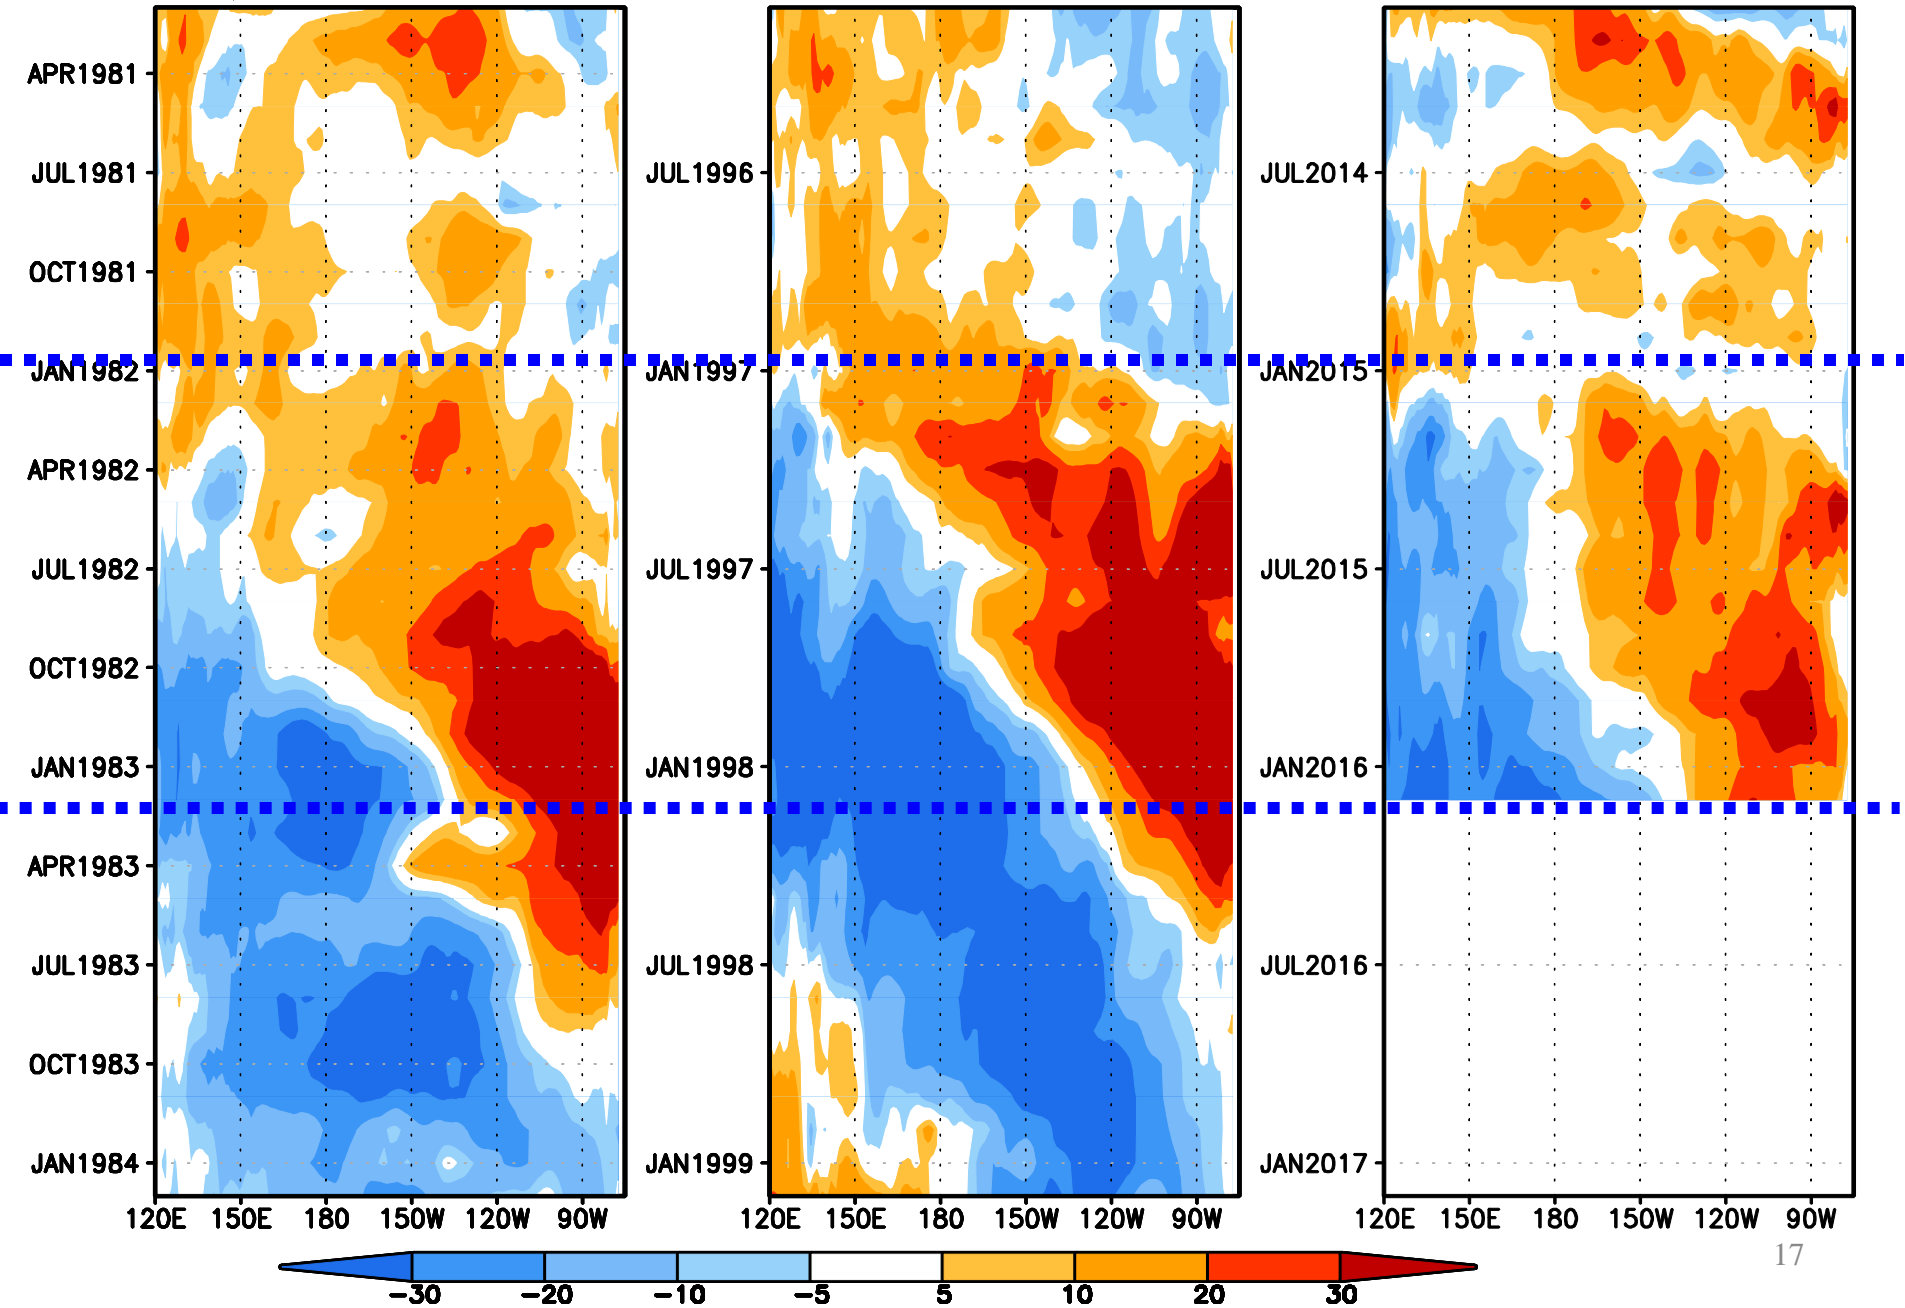 APR1981
JUL1981
OCT1981
JAN1982
APR1982
JUL1982
OCT1982
JAN1983
APR1983
JUL1983
OCT1983
JAN1984
120E 150E 180 150W 120W 90W
JUL1996
JAN1997
JUL1997
JAN1998
JUL1998
JAN1999
120E 150E 180 150W 120W 90W
JUL2014
JAN2015
JUL2015
JAN2016
JUL2016
JAN2017
120E 150E 180 150W 120W 90W
-30 -20 -10 -5 5 10 20 30
17